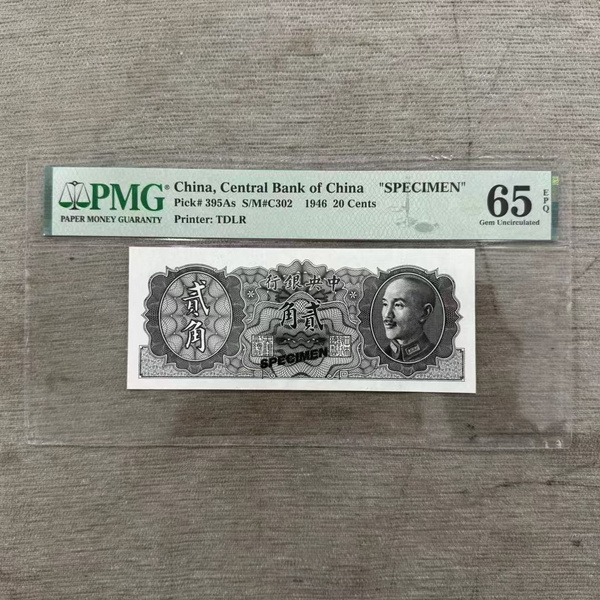 PMG® China, Central Bank of China "SPECIMEN" 65 EPQ
Pick# 395As S/M#C302 1946 20 Cents
PAPER MONEY GUARANTY Printer: TDLR Gem Uncirculated
行銀央中
貳角
角貳
SPECIMEN